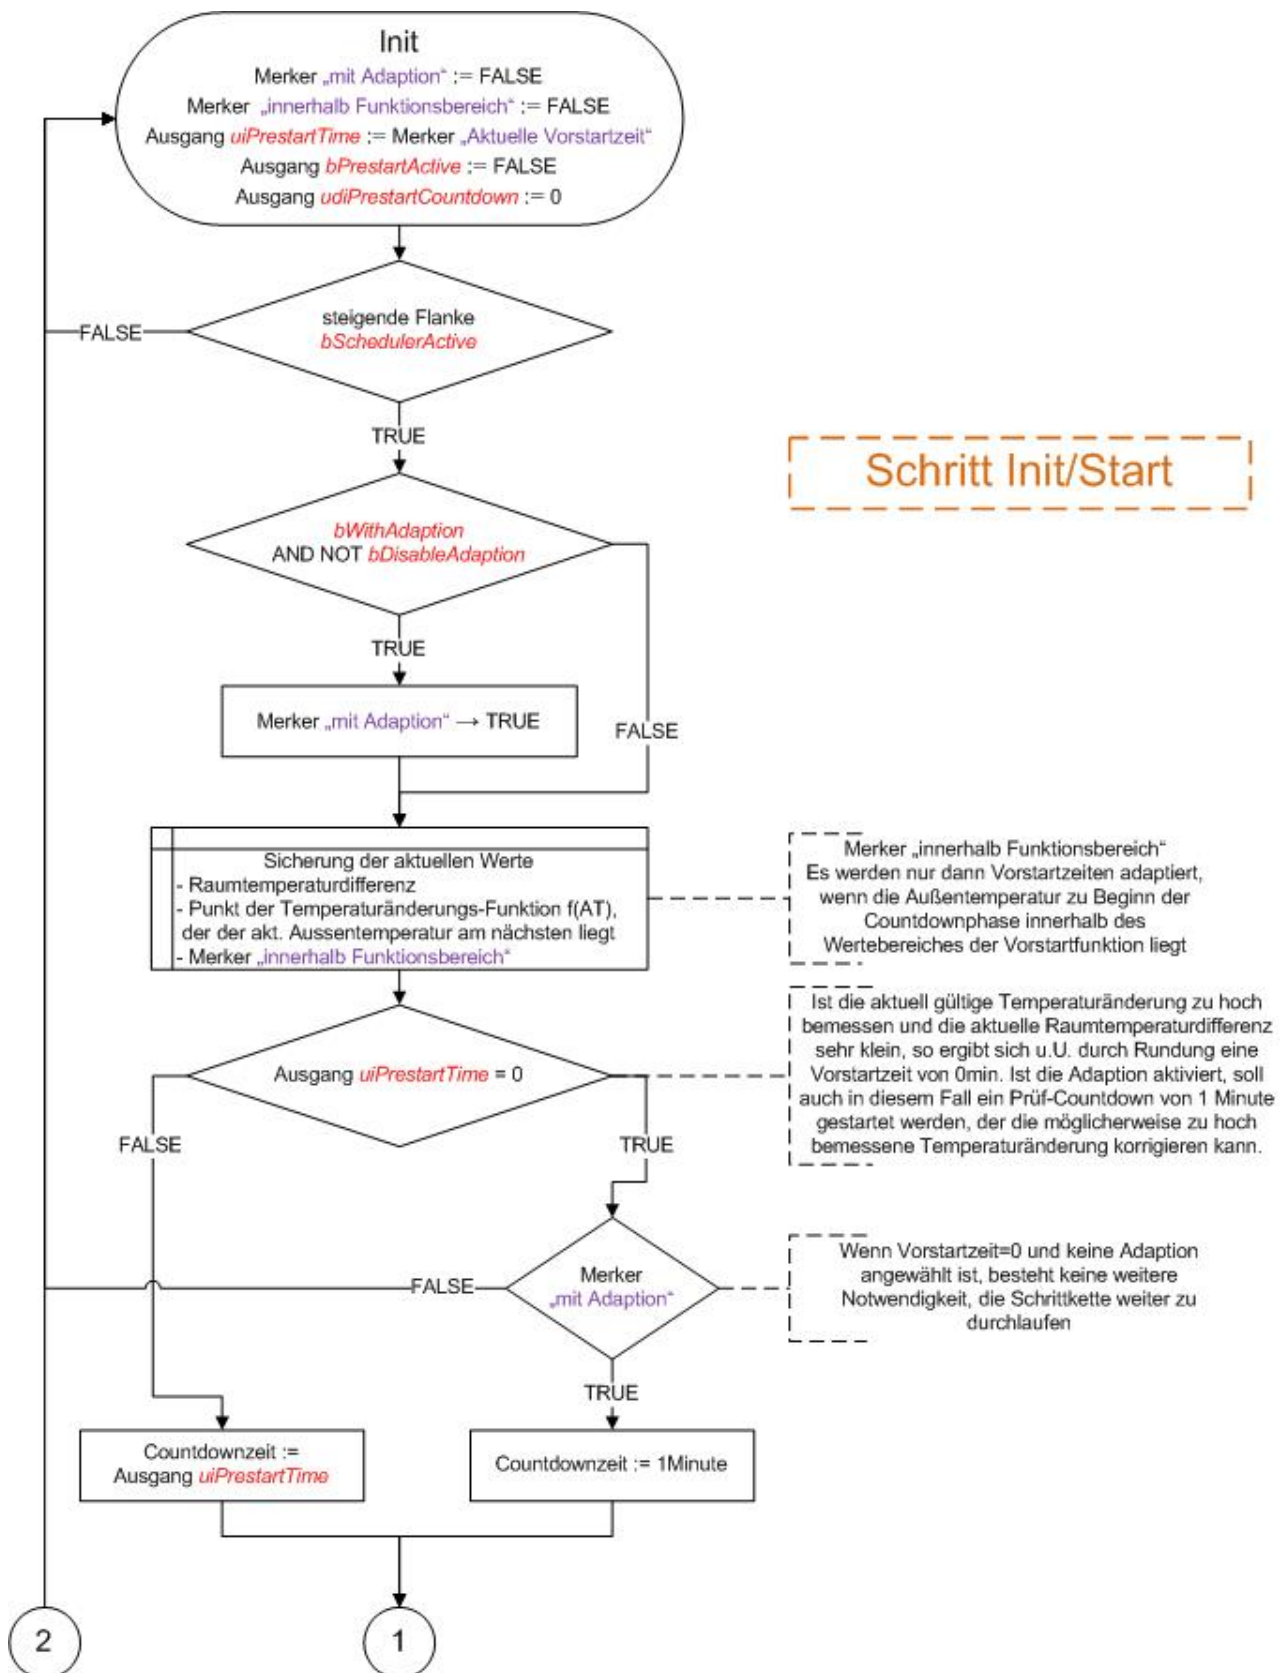 Init
Merker „mit Adaption“ := FALSE
Merker „innerhalb Funktionsbereich“ := FALSE
Ausgang uiPrestartTime := Merker „Aktuelle Vorstartzeit“
Ausgang bPrestartActive := FALSE
Ausgang udiPrestartCountdown := 0
steigende Flanke
bSchedulerActive
FALSE
TRUE
Schritt Init/Start
bWithAdaption
AND NOT bDisableAdaption
TRUE
Merker „mit Adaption“ → TRUE
FALSE
Sicherung der aktuellen Werte
- Raumtemperaturdifferenz
- Punkt der Temperaturänderungs-Funktion f(AT),
der der akt. Aussentemperatur am nächsten liegt
- Merker „innerhalb Funktionsbereich“
Merker „innerhalb Funktionsbereich“
Es werden nur dann Vorstartzeiten adaptiert,
wenn die Außentemperatur zu Beginn der
Countdownphase innerhalb des
Wertebereiches der Vorstartfunktion liegt
Ausgang uiPrestartTime = 0
Ist die aktuell gültige Temperaturänderung zu hoch
bemessen und die aktuelle Raumtemperaturdifferenz
sehr klein, so ergibt sich u.U. durch Rundung eine
Vorstartzeit von 0min. Ist die Adaption aktiviert, soll
auch in diesem Fall ein Prüf-Countdown von 1 Minute
gestartet werden, der die möglicherweise zu hoch
bemessene Temperaturänderung korrigieren kann.
FALSE
TRUE
Merker
„mit Adaption“
FALSE
Wenn Vorstartzeit=0 und keine Adaption
angewählt ist, besteht keine weitere
Notwendigkeit, die Schrittkette weiter zu
durchlaufen
TRUE
Countdownzeit :=
Ausgang uiPrestartTime
Countdownzeit := 1Minute
2
1